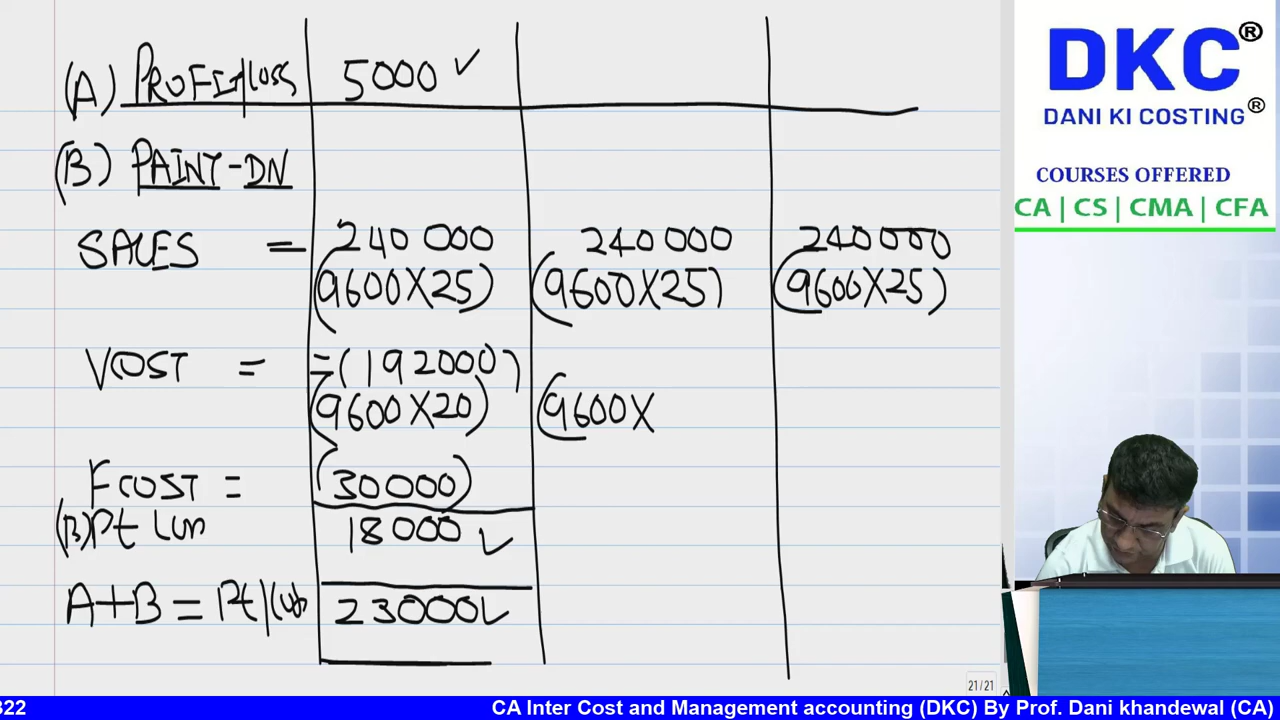 (A) PROFIT/LOSS 5000 ✓
(B) PAINT-DN
SALES = 240 000 240 000 240000
(9600X25) (9600X25) (9600X25)
VCOST = =(192000)
(9600X20) (9600X
FCOST = (30000)
(B) Pt 18000 ✓
A+B = Pt/ 23000 ✓
21/21
DKC®
DANI KI COSTING®
COURSES OFFERED
CA | CS | CMA | CFA
322 CA Inter Cost and Management accounting (DKC) By Prof. Dani khandewal (CA)